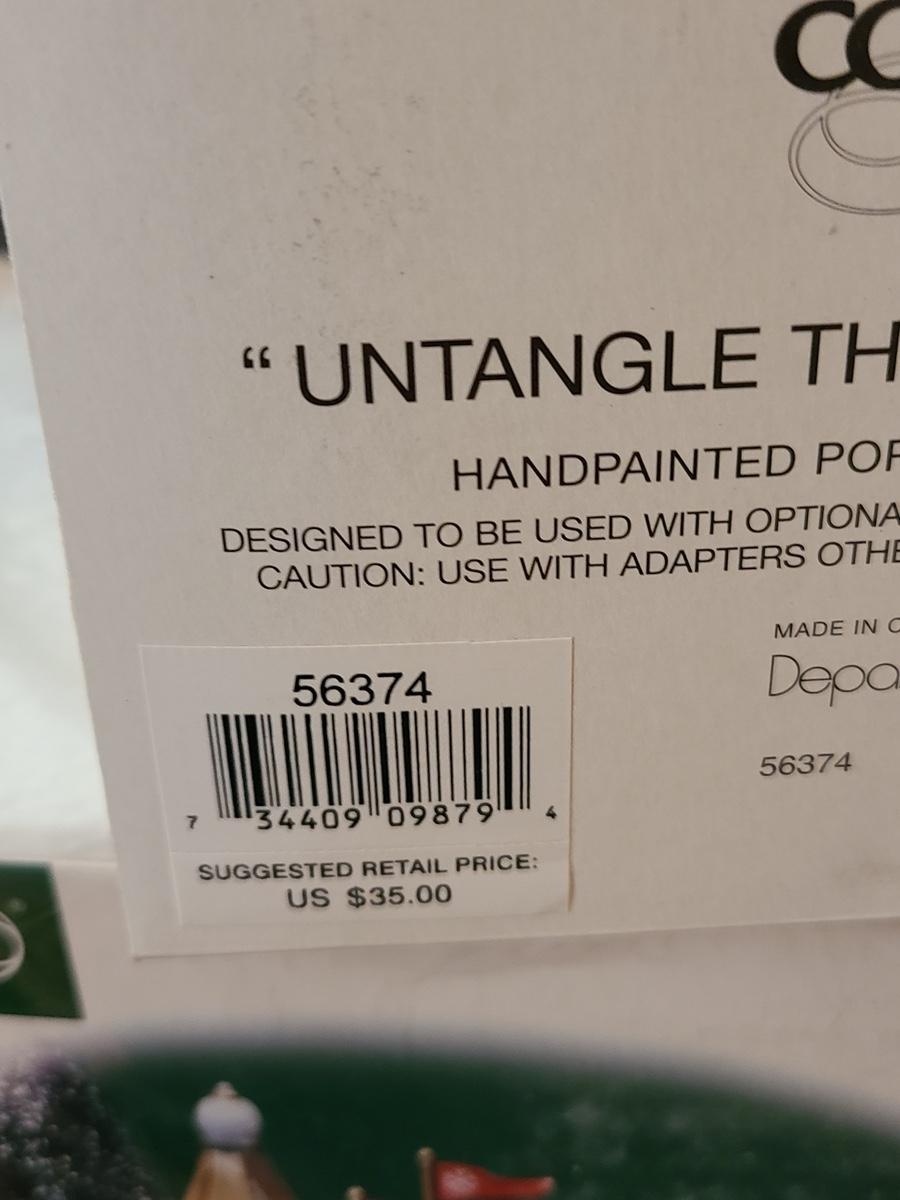 CO
“ UNTANGLE TH
HANDPAINTED POR
DESIGNED TO BE USED WITH OPTIONA
CAUTION: USE WITH ADAPTERS OTHE
MADE IN C
Depa
56374
56374
7 34409 09879 4
SUGGESTED RETAIL PRICE:
US $35.00